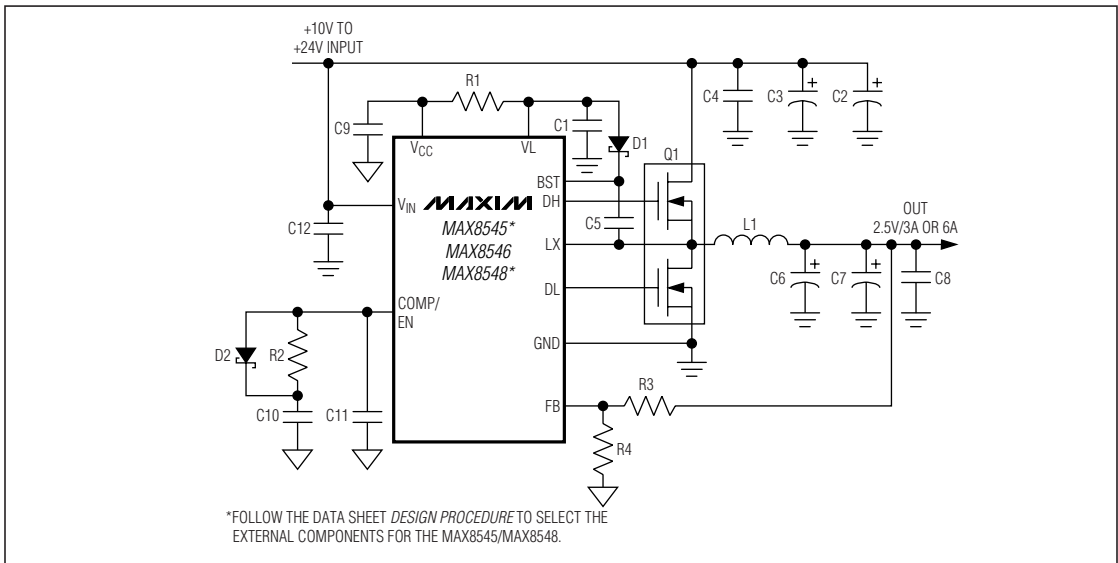 +10V TO
+24V INPUT
R1
C4
C3
+
C2
+
C9
C1
D1
VCC
VL
Q1
BST
VIN
MAXIM
DH
C12
MAX8545*
C5
OUT
2.5V/3A OR 6A
MAX8546
LX
L1
MAX8548*
C6
+
C7
+
C8
DL
COMP/
EN
D2
R2
GND
R3
C10
C11
FB
R4
*FOLLOW THE DATA SHEET DESIGN PROCEDURE TO SELECT THE
EXTERNAL COMPONENTS FOR THE MAX8545/MAX8548.